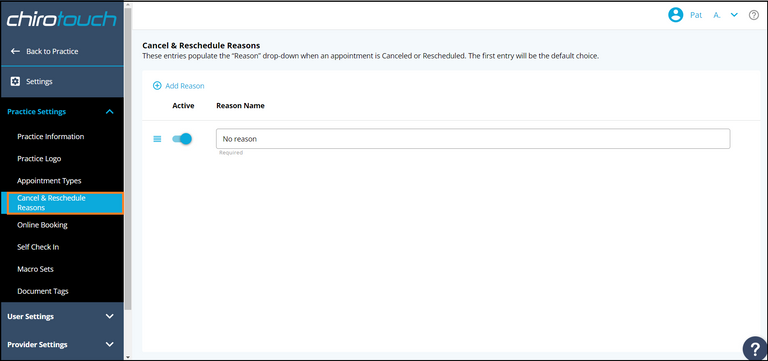 chirotouch
Back to Practice
Settings
Practice Settings
Practice Information
Practice Logo
Appointment Types
Cancel & Reschedule
Reasons
Online Booking
Self Check In
Macro Sets
Document Tags
User Settings
Provider Settings
Pat A.
?
Cancel & Reschedule Reasons
These entries populate the "Reason" drop-down when an appointment is Canceled or Rescheduled. The first entry will be the default choice.
Add Reason
Active Reason Name
No reason
Required
?